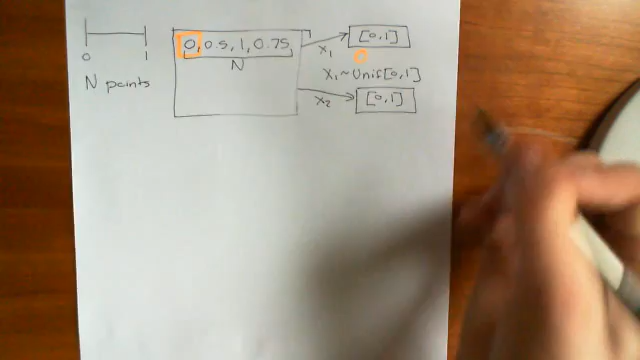 0 1
N points
0, 0.5, 1, 0.75
N
X₁
[0,1]
0
X₁ ~ Unif[0,1]
X₂
[0,1]